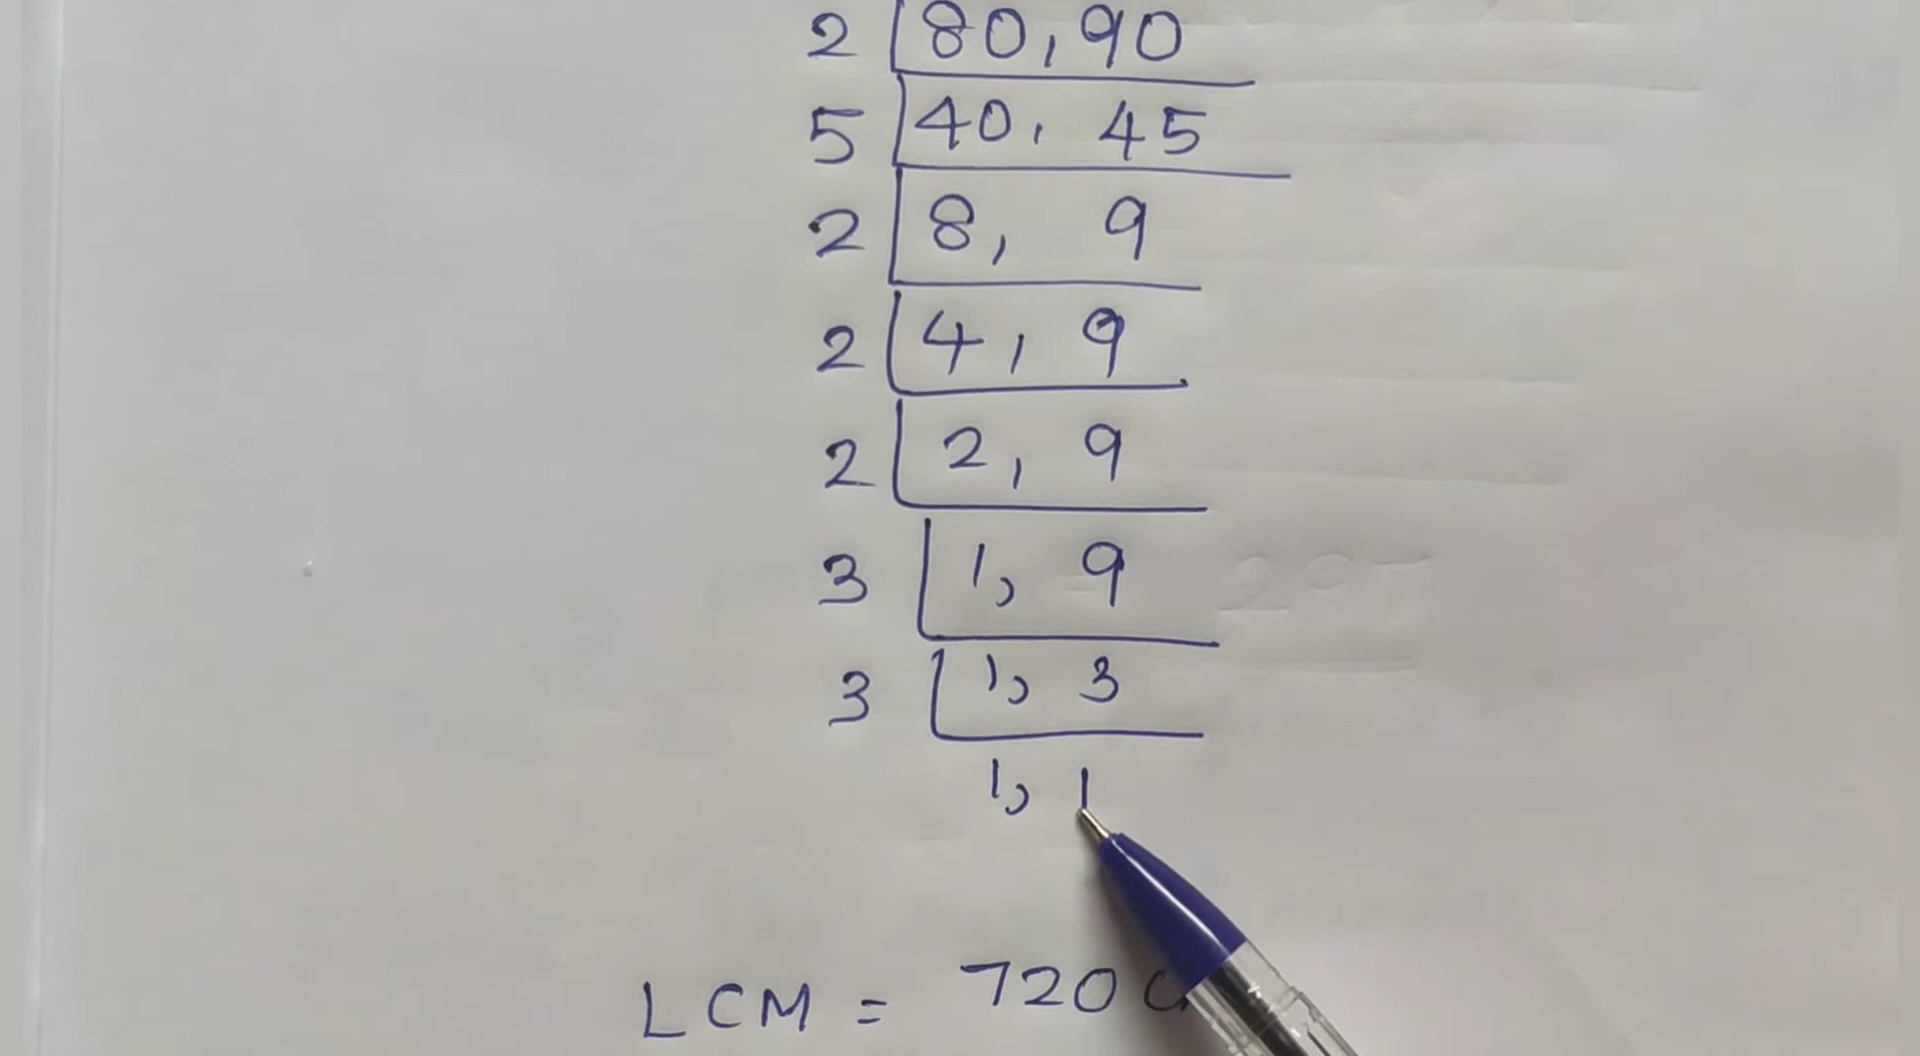 2 80, 90
5 40, 45
2 8, 9
2 4, 9
2 2, 9
3 1, 9
3 1, 3
1, 1
LCM = 720